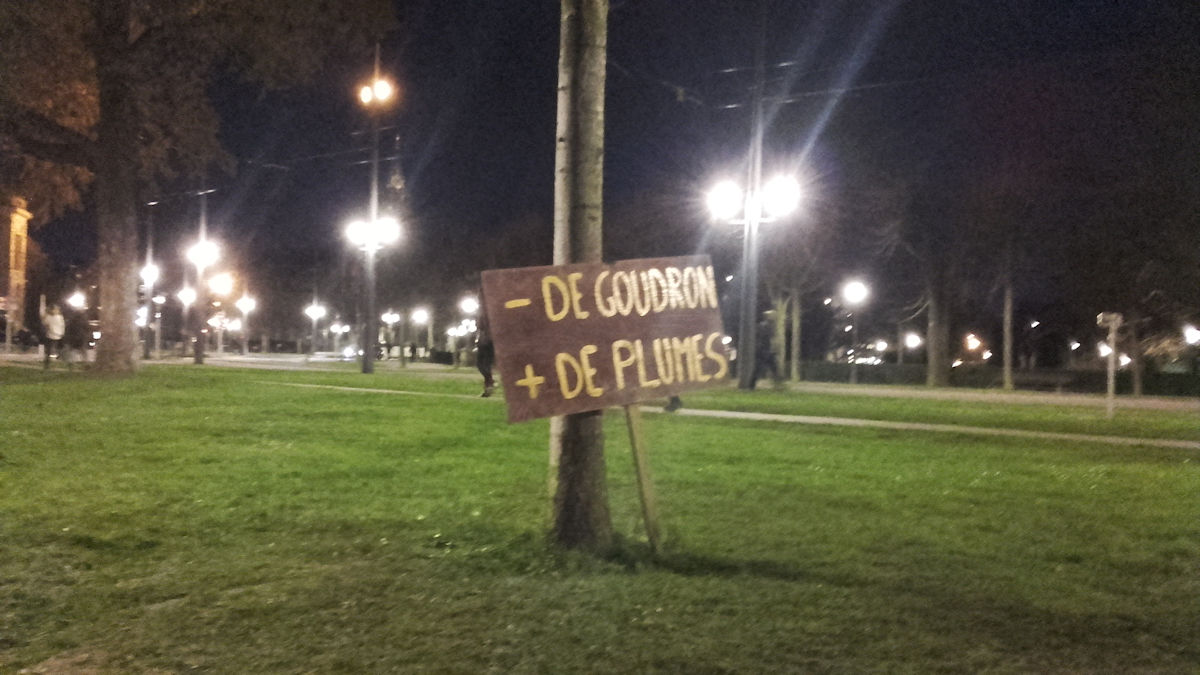 - DE GOUDRON
+ DE PLUMES